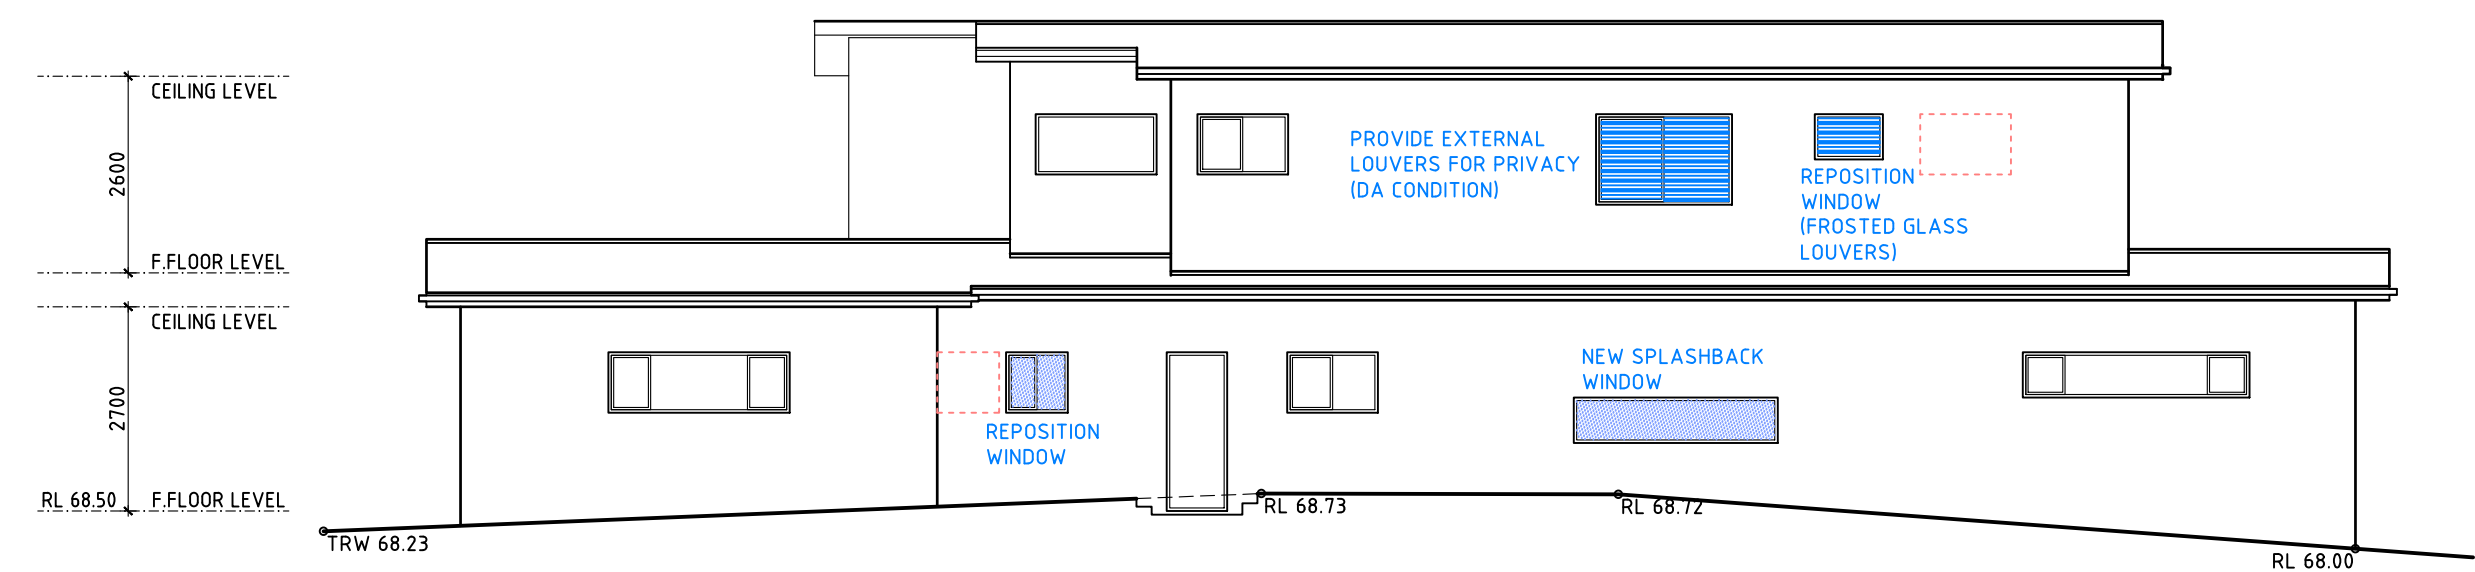 CEILING LEVEL
2600
F.FLOOR LEVEL
CEILING LEVEL
2700
RL 68.50
F.FLOOR LEVEL
TRW 68.23
PROVIDE EXTERNAL
LOUVERS FOR PRIVACY
(DA CONDITION)
REPOSITION
WINDOW
(FROSTED GLASS
LOUVERS)
REPOSITION
WINDOW
NEW SPLASHBACK
WINDOW
RL 68.73
RL 68.72
RL 68.00